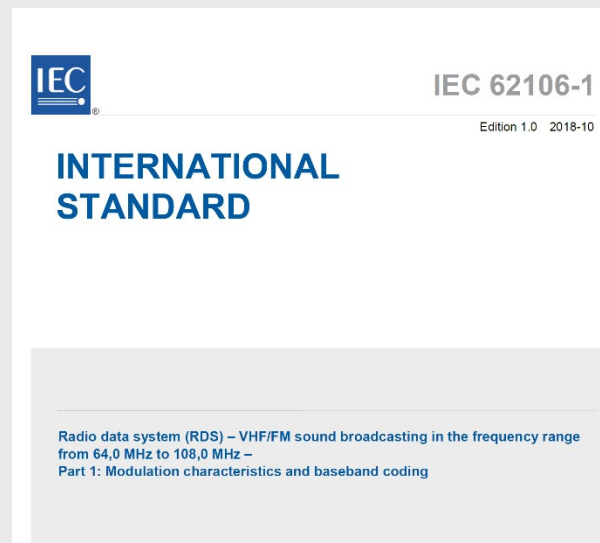 IEC
®
IEC 62106-1
Edition 1.0 2018-10
INTERNATIONAL
STANDARD
Radio data system (RDS) – VHF/FM sound broadcasting in the frequency range
from 64,0 MHz to 108,0 MHz –
Part 1: Modulation characteristics and baseband coding